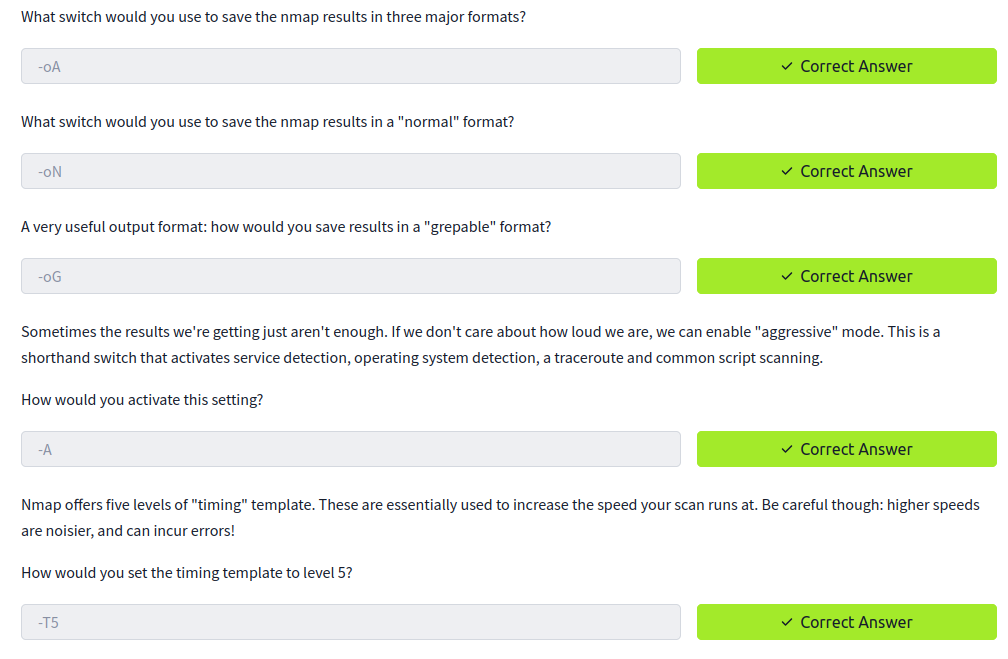 What switch would you use to save the nmap results in three major formats?
-oA
✓ Correct Answer
What switch would you use to save the nmap results in a "normal" format?
-oN
✓ Correct Answer
A very useful output format: how would you save results in a "grepable" format?
-oG
✓ Correct Answer
Sometimes the results we're getting just aren't enough. If we don't care about how loud we are, we can enable "aggressive" mode. This is a
shorthand switch that activates service detection, operating system detection, a traceroute and common script scanning.
How would you activate this setting?
-A
✓ Correct Answer
Nmap offers five levels of "timing" template. These are essentially used to increase the speed your scan runs at. Be careful though: higher speeds
are noisier, and can incur errors!
How would you set the timing template to level 5?
-T5
✓ Correct Answer